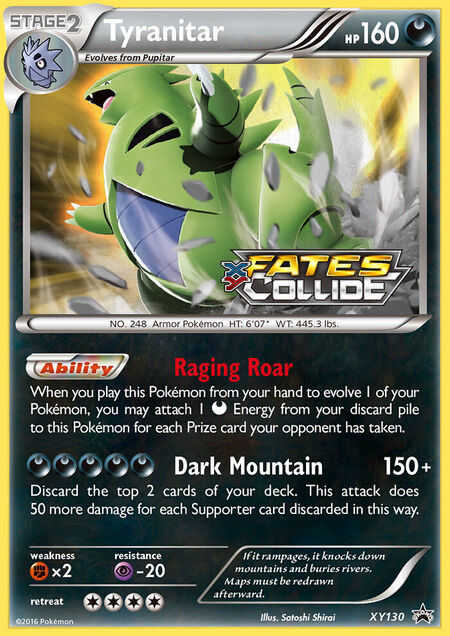 STAGE2
Tyranitar
HP160
Evolves from Pupitar
XY
FATES
COLLIDE
NO. 248 Armor Pokémon HT: 6'07" WT: 445.3 lbs.
Ability Raging Roar
When you play this Pokémon from your hand to evolve 1 of your
Pokémon, you may attach 1 Energy from your discard pile
to this Pokémon for each Prize card your opponent has taken.
Dark Mountain 150+
Discard the top 2 cards of your deck. This attack does
50 more damage for each Supporter card discarded in this way.
weakness resistance
×2 -20
retreat
If it rampages, it knocks down
mountains and buries rivers.
Maps must be redrawn
afterward.
©2016 Pokémon
Illus. Satoshi Shirai
XY130
PROMO